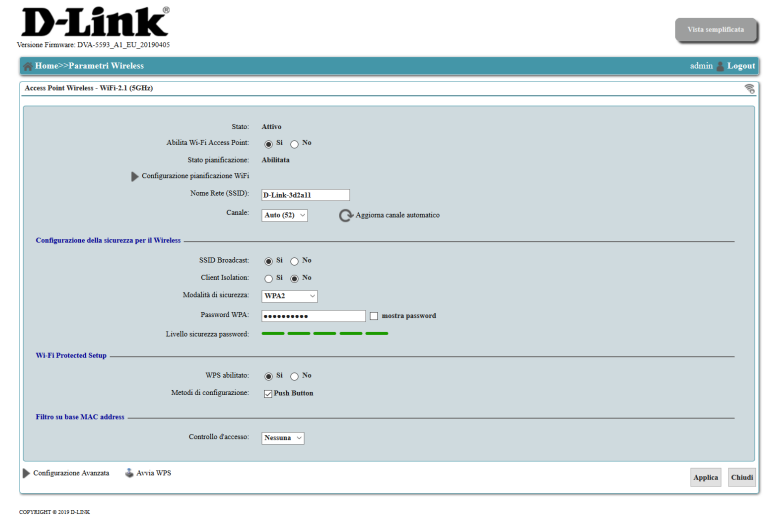 D-Link®
Versione Firmware: DVA-5593_A1_EU_20190405
Vista semplificata
Home>>Parametri Wireless
admin Logout
Access Point Wireless - WiFi-2.1 (5GHz)
Stato: Attivo
Abilita Wi-Fi Access Point: Sì No
Stato pianificazione: Abilitata
Configurazione pianificazione WiFi
Nome Rete (SSID): D-Link-3d2a11
Canale: Auto (52) Aggiorna canale automatico
Configurazione della sicurezza per il Wireless
SSID Broadcast: Sì No
Client Isolation: Sì No
Modalità di sicurezza: WPA2
Password WPA: •••••••••• mostra password
Livello sicurezza password:
Wi-Fi Protected Setup
WPS abilitato: Sì No
Metodi di configurazione: Push Button
Filtro su base MAC address
Controllo d'accesso: Nessuna
Configurazione Avanzata Avvia WPS
Applica Chiudi
COPYRIGHT © 2019 D-LINK